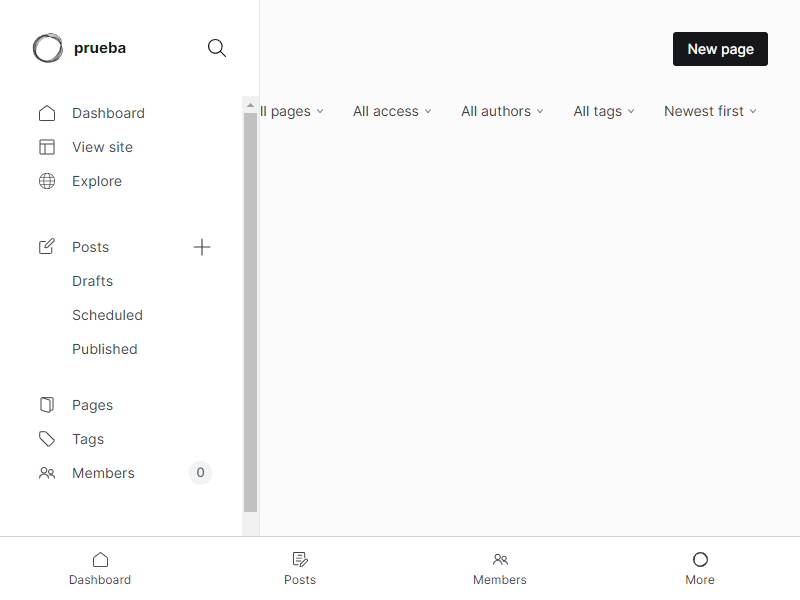 prueba
New page
Dashboard
View site
Explore
Posts
Drafts
Scheduled
Published
Pages
Tags
Members 0
ll pages All access All authors All tags Newest first
Dashboard Posts Members More